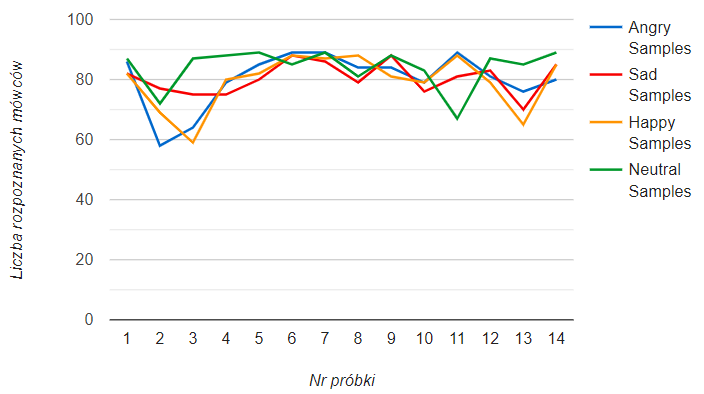 100
80
60
40
20
0
Liczba rozpoznanych mówców
1 2 3 4 5 6 7 8 9 10 11 12 13 14
Nr próbki
Angry
Samples
Sad
Samples
Happy
Samples
Neutral
Samples